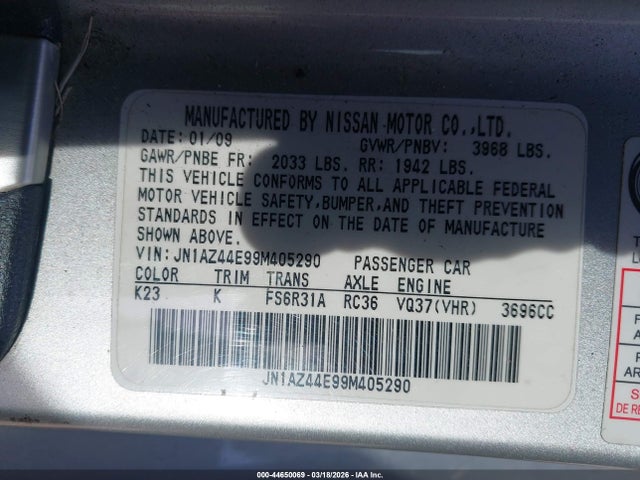 MANUFACTURED BY NISSAN MOTOR CO.,LTD.
DATE: 01/09 GVWR/PNBV: 3968 LBS.
GAWR/PNBE FR: 2033 LBS. RR: 1942 LBS.
THIS VEHICLE CONFORMS TO ALL APPLICABLE FEDERAL
MOTOR VEHICLE SAFETY,BUMPER,AND THEFT PREVENTION
STANDARDS IN EFFECT ON THE DATE OF MANUFACTURE
SHOWN ABOVE.
VIN:JN1AZ44E99M405290 PASSENGER CAR
COLOR TRIM TRANS AXLE ENGINE
K23 K FS6R31A RC36 VQ37(VHR) 3696CC
JN1AZ44E99M405290
DE RE
000-44650069 03/18/2026 IAA Inc.